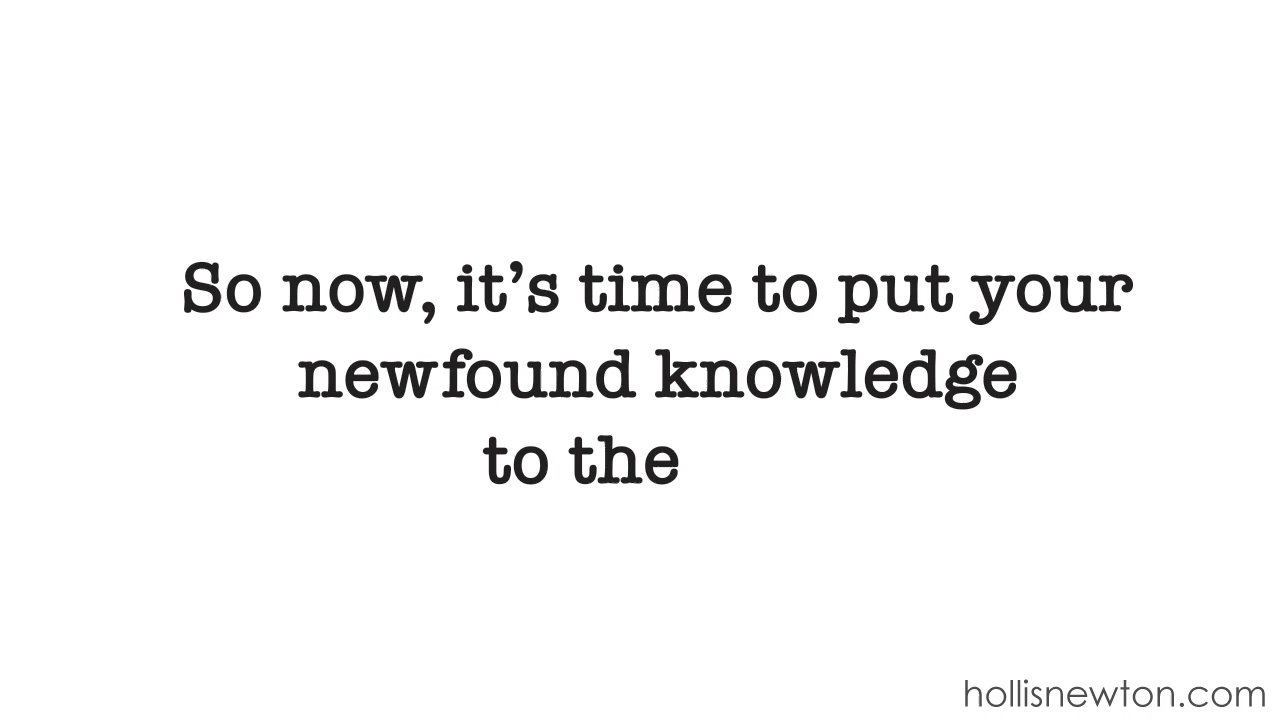 So now, it’s time to put your
newfound knowledge
to the
hollisnewton.com